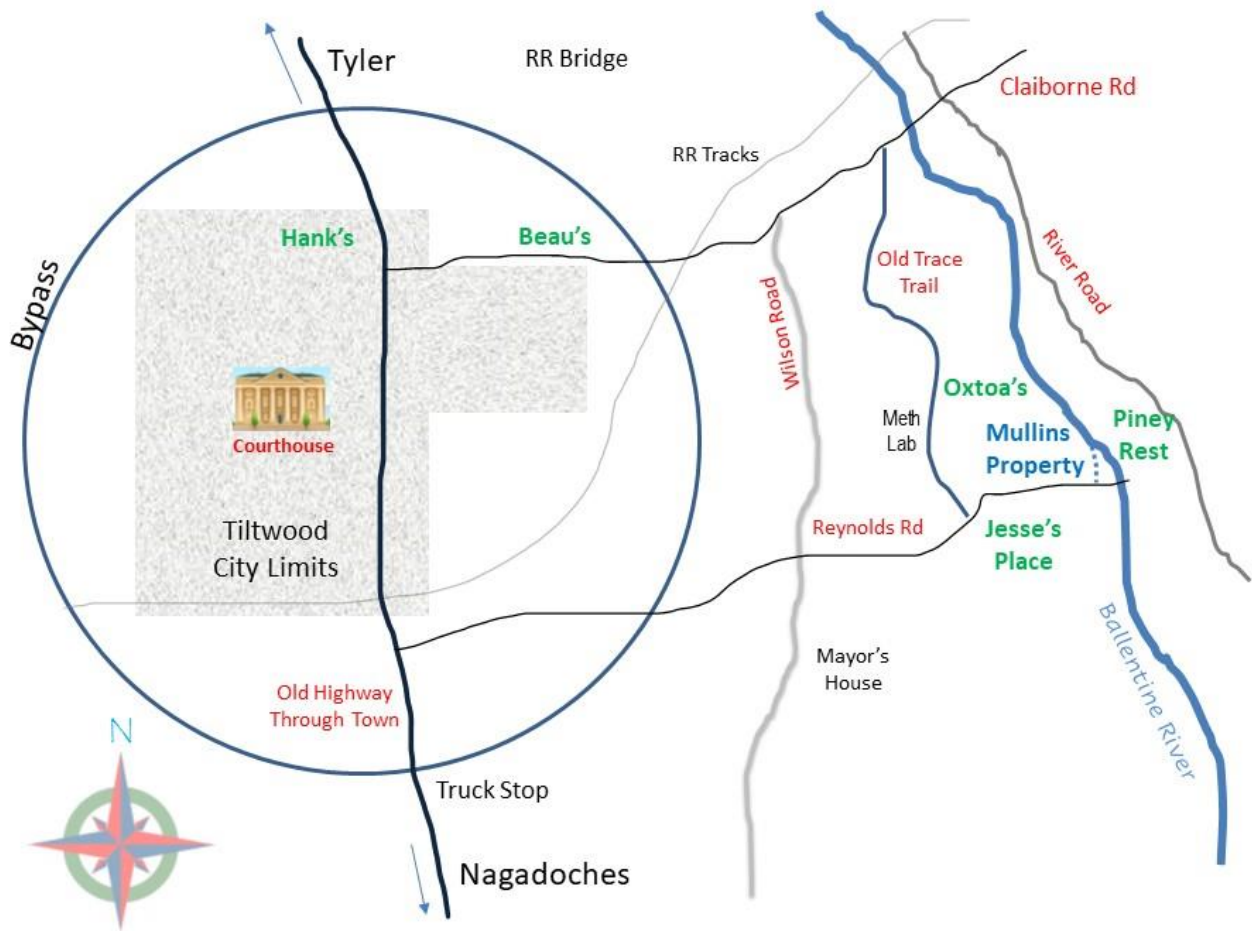 Tyler
RR Bridge
Claiborne Rd
RR Tracks
Hank's
Beau's
Old Trace
Trail
River Road
Bypass
Wilson Road
Oxtoa's
Courthouse
Meth
Lab
Mullins
Property
Piney
Rest
Tiltwood
City Limits
Reynolds Rd
Jesse's
Place
Mayor's
House
Ballentine River
Old Highway
Through Town
N
Truck Stop
Nagadoches